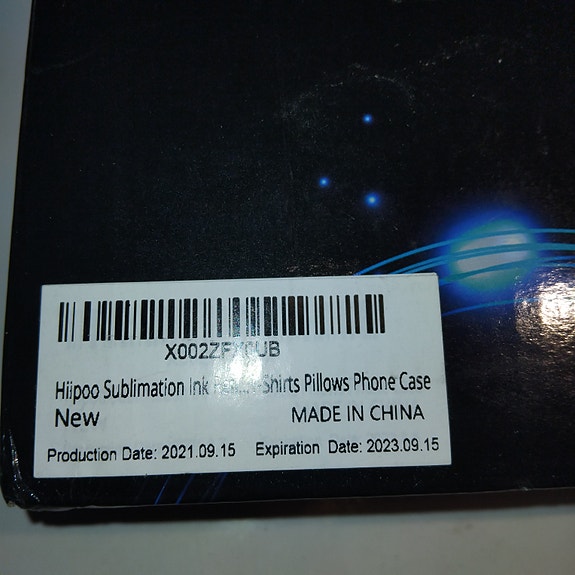 Hiipoo Sublimation Ink Shirts Pillows Phone Case
New MADE IN CHINA
Production Date: 2021.09.15 Expiration Date: 2023.09.15